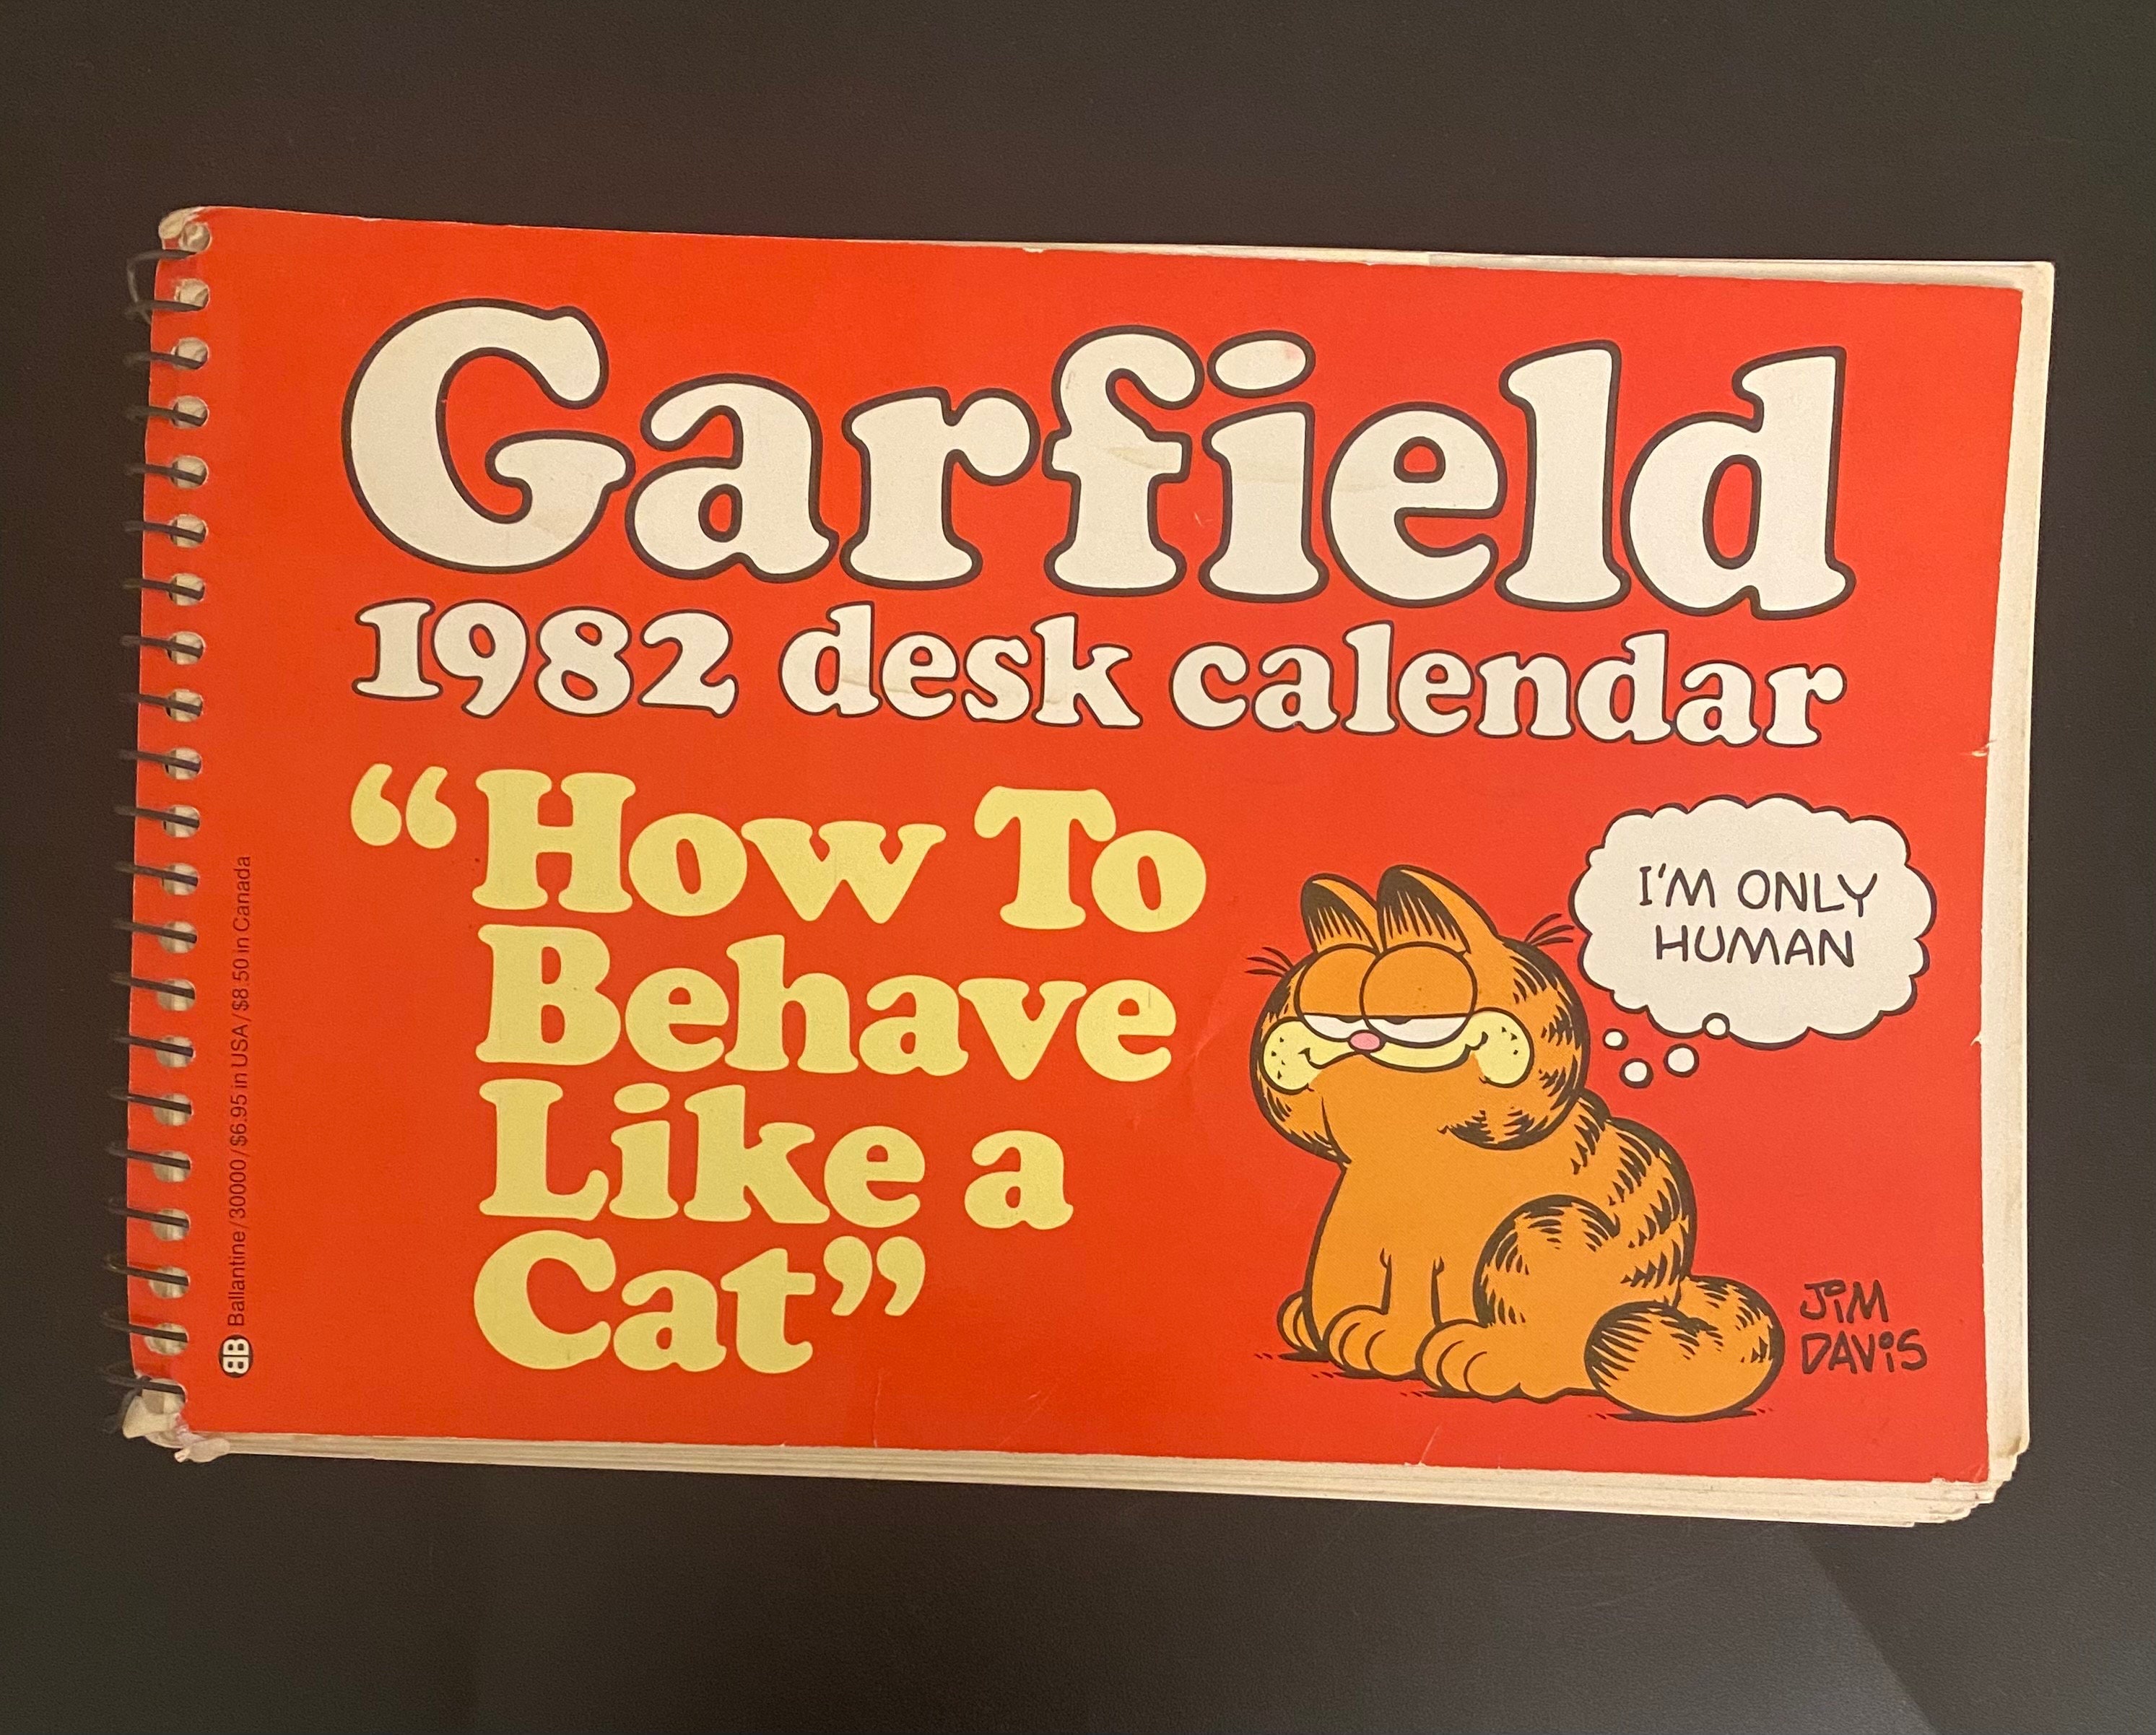 Garfield
1982 desk calendar
“How To
Behave
Like a
Cat”
I'M ONLY
HUMAN
JiM
DAViS
BB Ballantine/30000/$6.95 in USA/$8.50 in Canada